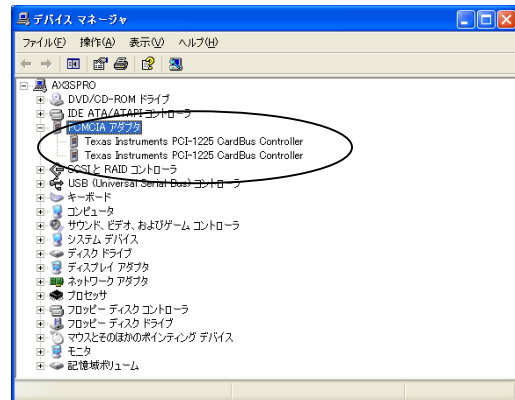 デバイス マネージャ
ファイル(F) 操作(A) 表示(V) ヘルプ(H)
AX3SPRO
DVD/CD-ROM ドライブ
IDE ATA/ATAPI コントローラ
PCMCIA アダプタ
Texas Instruments PCI-1225 CardBus Controller
Texas Instruments PCI-1225 CardBus Controller
SCSI と RAID コントローラ
USB (Universal Serial Bus) コントローラ
キーボード
コンピュータ
サウンド、ビデオ、およびゲーム コントローラ
システム デバイス
ディスク ドライブ
ディスプレイ アダプタ
ネットワーク アダプタ
プロセッサ
フロッピー ディスク コントローラ
フロッピー ディスク ドライブ
マウスとそのほかのポインティング デバイス
モニタ
記憶域ボリューム